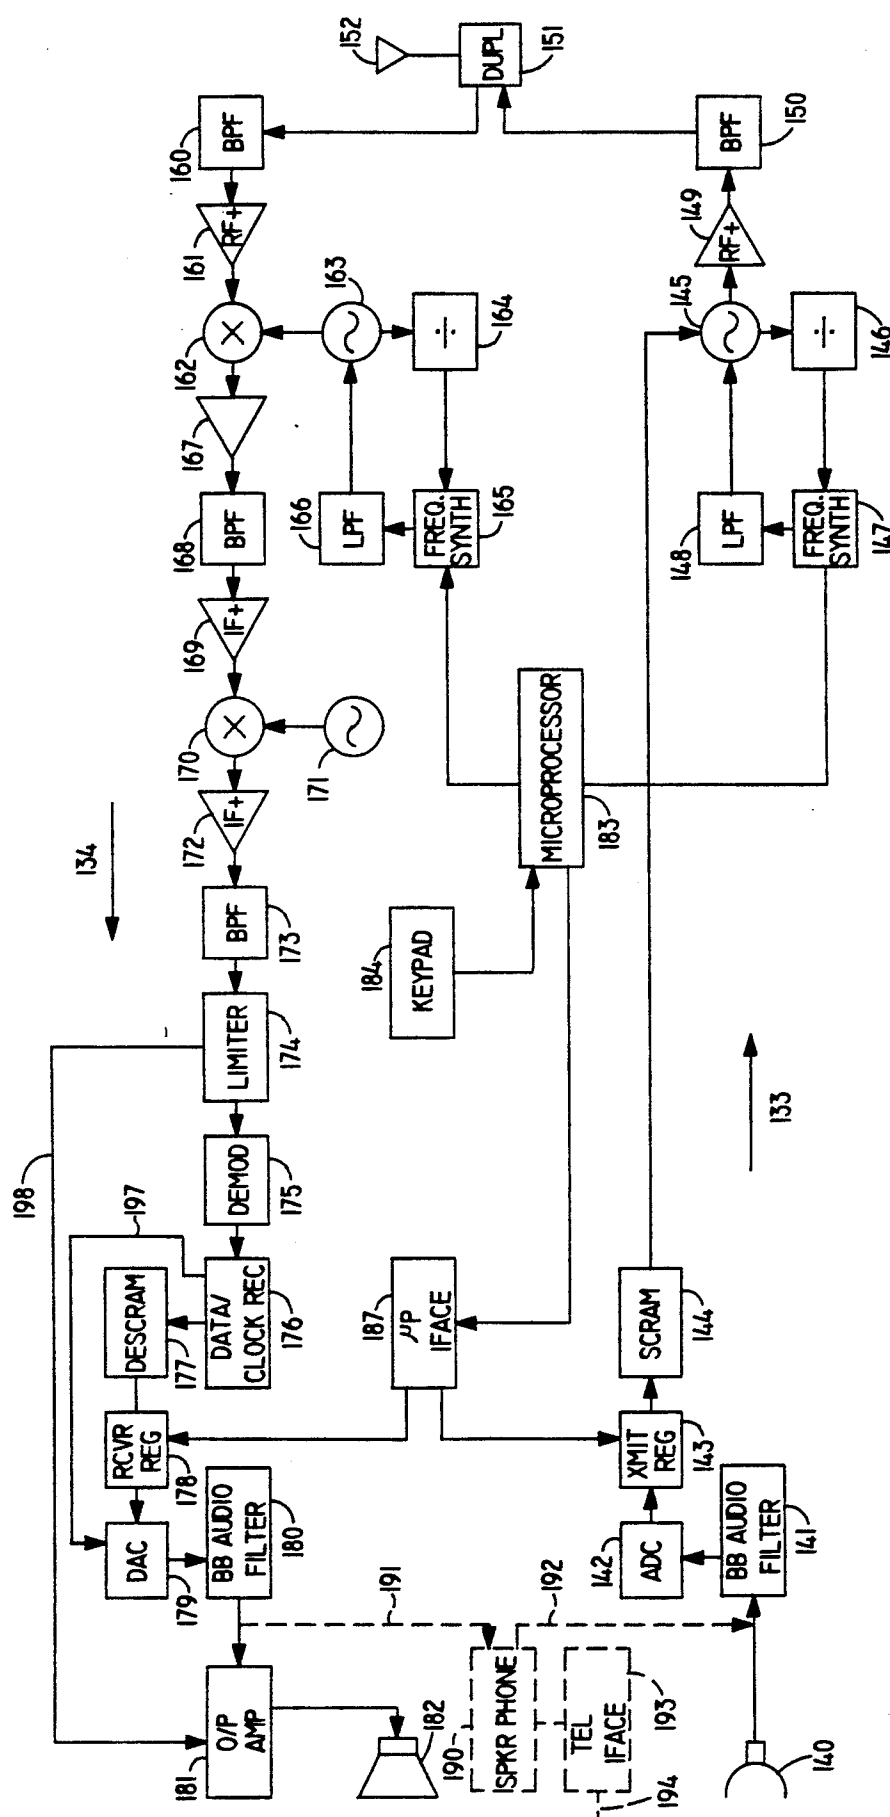 152
DUPL
151
160
BPF
BPF
150
161
RF+
149
RF+
163
164
145
146
162
167
166
LPF
FREQ.
SYNTH
165
148
LPF
FREQ.
SYNTH
147
168
BPF
169
IF+
170
171
MICROPROCESSOR
183
172
IF+
134
BPF
173
184
KEYPAD
LIMITER
174
133
198
DEMOD
175
197
DESCRAM
177
DATA/
CLOCK REC
176
187
µP
IFACE
SCRAM
144
RCVR
REG
178
XMIT
REG
143
DAC
179
BB AUDIO
FILTER
180
142
ADC
BB AUDIO
FILTER
141
191
192
181
O/P
AMP
182
190
SPKR PHONE
TEL
IFACE
193
194
140